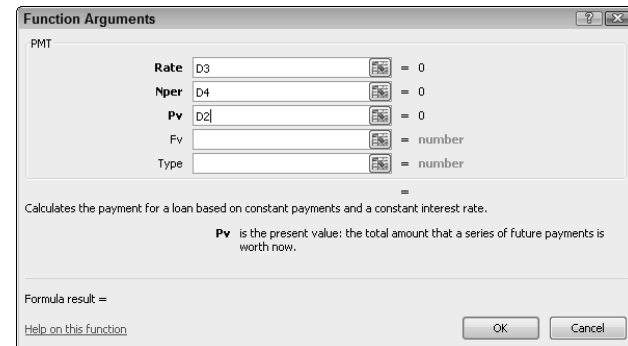 Function Arguments
PMT
Rate D3 = 0
Nper D4 = 0
Pv D2 = 0
Fv = number
Type = number
=
Calculates the payment for a loan based on constant payments and a constant interest rate.
Pv is the present value: the total amount that a series of future payments is
worth now.
Formula result =
Help on this function OK Cancel